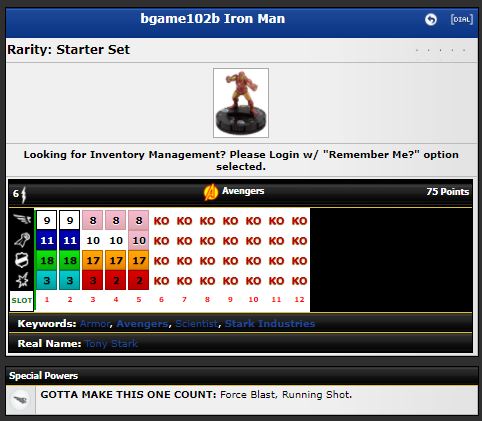 bgame102b Iron Man [DIAL]
Rarity: Starter Set
Looking for Inventory Management? Please Login w/ "Remember Me?" option
selected.
6 Avengers 75 Points
9 9 8 8 8 KO KO KO KO KO KO KO
11 11 10 10 10 KO KO KO KO KO KO KO
18 18 17 17 17 KO KO KO KO KO KO KO
3 3 3 2 2 KO KO KO KO KO KO KO
SLOT 1 2 3 4 5 6 7 8 9 10 11 12
Keywords: Armor, Avengers, Scientist, Stark Industries
Real Name: Tony Stark
Special Powers
GOTTA MAKE THIS ONE COUNT: Force Blast, Running Shot.